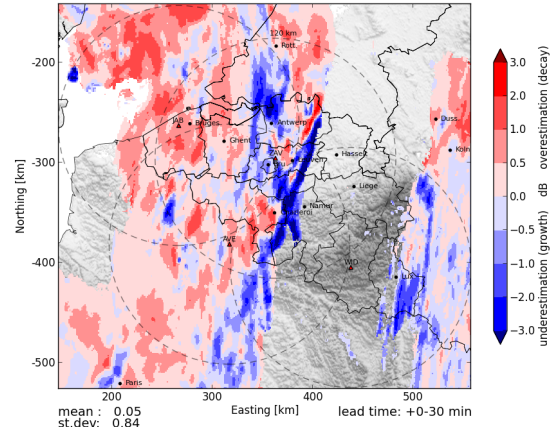 120 km
Rott.
JAB
Bruges
Antwerp
Duss.
Ghent
Hasselt
Köln
Liege
Namur
AVE
WID
Lux
Paris
-200
-300
-400
-500
Northing [km]
200
300
400
500
Easting [km]
mean : 0.05
st.dev: 0.84
lead time: +0-30 min
3.0
2.0
1.0
0.5
0.0
−0.5
−1.0
−2.0
−3.0
underestimation (growth) dB overestimation (decay)